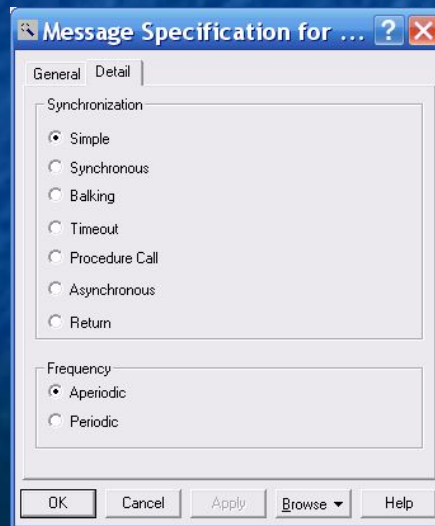 Message Specification for ...
General Detail
Synchronization
Simple
Synchronous
Balking
Timeout
Procedure Call
Asynchronous
Return
Frequency
Aperiodic
Periodic
OK Cancel Apply Browse Help